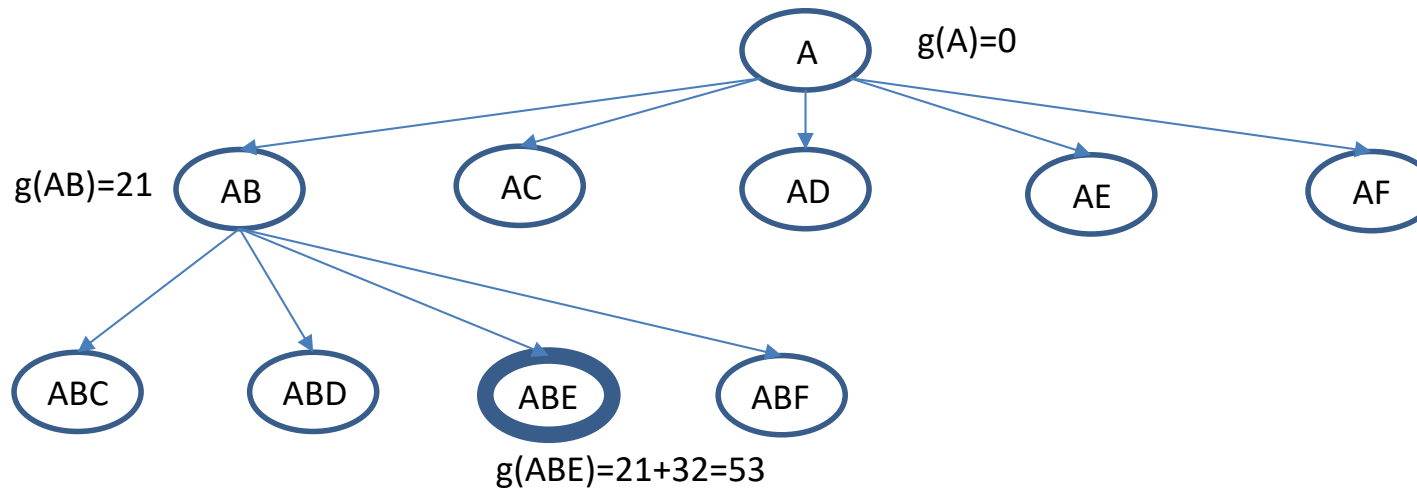 A
g(A)=0
g(AB)=21
AB
AC
AD
AE
AF
ABC
ABD
ABE
ABF
g(ABE)=21+32=53